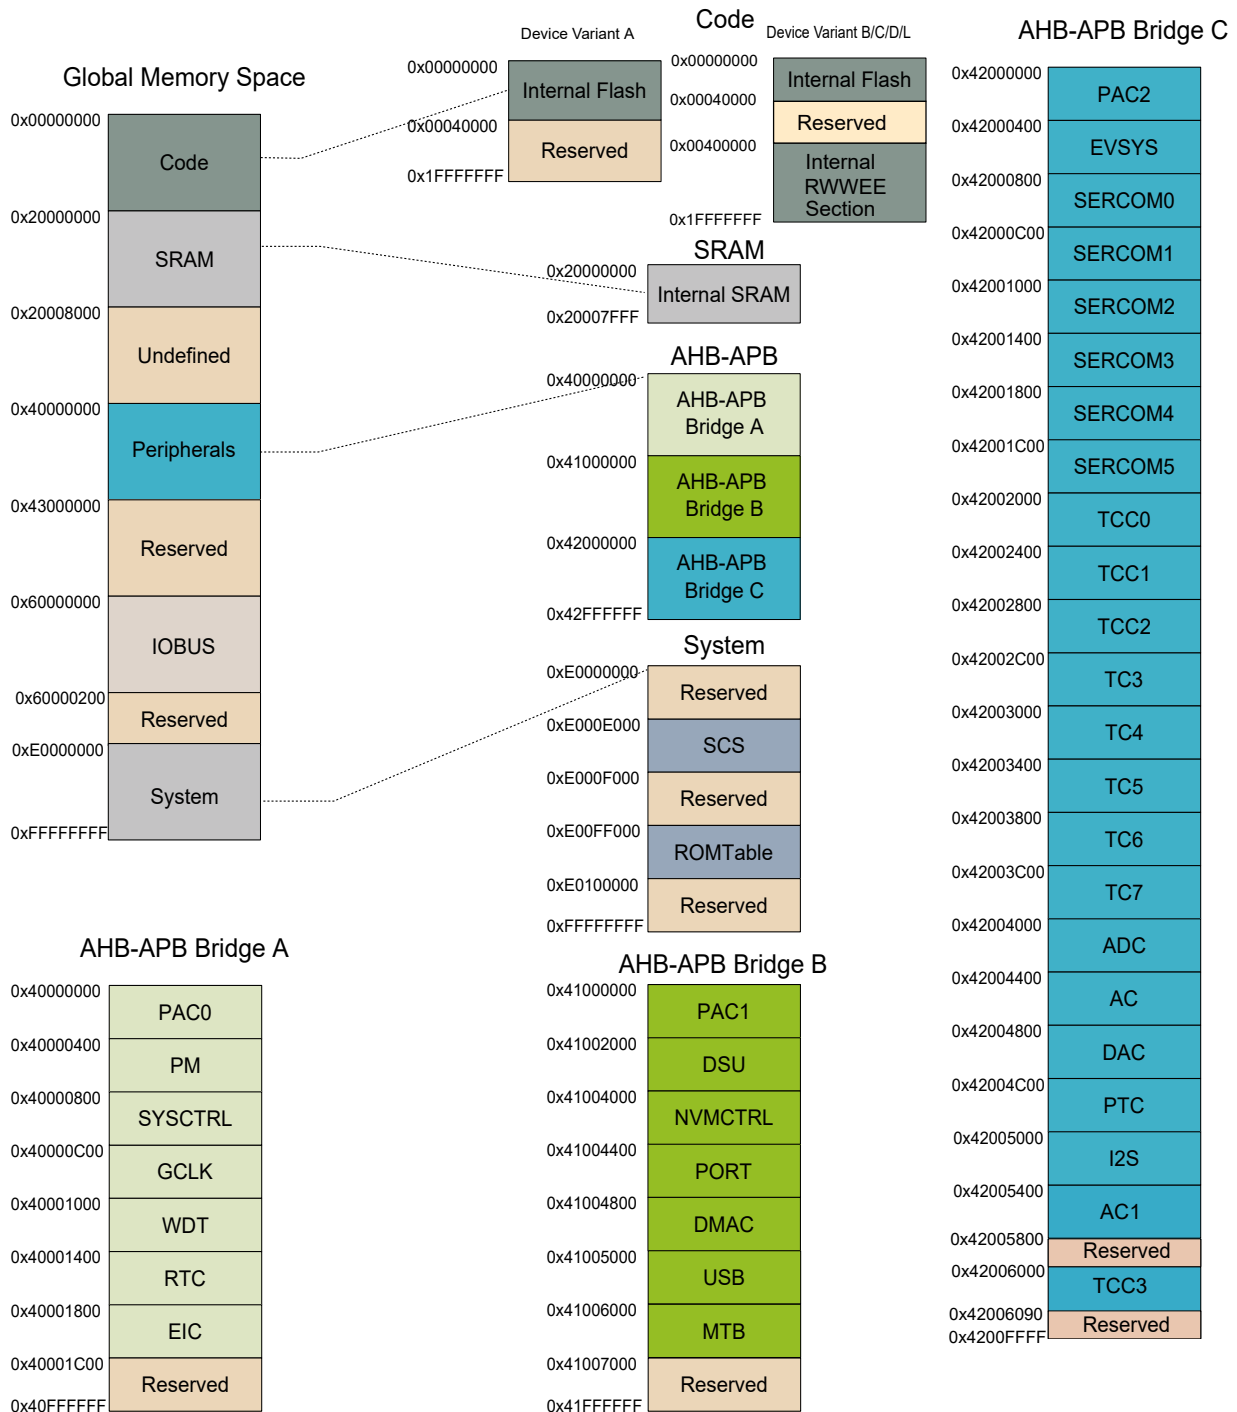 Global Memory Space
0x00000000
Code
0x20000000
SRAM
0x20008000
Undefined
0x40000000
Peripherals
0x43000000
Reserved
0x60000000
IOBUS
0x60000200
Reserved
0xE0000000
System
0xFFFFFFFF
Code
Device Variant A
0x00000000
Internal Flash
0x00040000
Reserved
0x1FFFFFFF
Device Variant B/C/D/L
0x00000000
Internal Flash
0x00040000
Reserved
0x00400000
Internal
RWWEE
Section
0x1FFFFFFF
SRAM
0x20000000
Internal SRAM
0x20007FFF
AHB-APB
0x40000000
AHB-APB
Bridge A
0x41000000
AHB-APB
Bridge B
0x42000000
AHB-APB
Bridge C
0x42FFFFFF
System
0xE0000000
Reserved
0xE000E000
SCS
0xE000F000
Reserved
0xE00FF000
ROMTable
0xE0100000
Reserved
0xFFFFFFFF
AHB-APB Bridge A
0x40000000
PAC0
0x40000400
PM
0x40000800
SYSCTRL
0x40000C00
GCLK
0x40001000
WDT
0x40001400
RTC
0x40001800
EIC
0x40001C00
Reserved
0x40FFFFFF
AHB-APB Bridge B
0x41000000
PAC1
0x41002000
DSU
0x41004000
NVMCTRL
0x41004400
PORT
0x41004800
DMAC
0x41005000
USB
0x41006000
MTB
0x41007000
Reserved
0x41FFFFFF
AHB-APB Bridge C
0x42000000
PAC2
0x42000400
EVSYS
0x42000800
SERCOM0
0x42000C00
SERCOM1
0x42001000
SERCOM2
0x42001400
SERCOM3
0x42001800
SERCOM4
0x42001C00
SERCOM5
0x42002000
TCC0
0x42002400
TCC1
0x42002800
TCC2
0x42002C00
TC3
0x42003000
TC4
0x42003400
TC5
0x42003800
TC6
0x42003C00
TC7
0x42004000
ADC
0x42004400
AC
0x42004800
DAC
0x42004C00
PTC
0x42005000
I2S
0x42005400
AC1
0x42005800
Reserved
0x42006000
TCC3
0x42006090
Reserved
0x4200FFFF